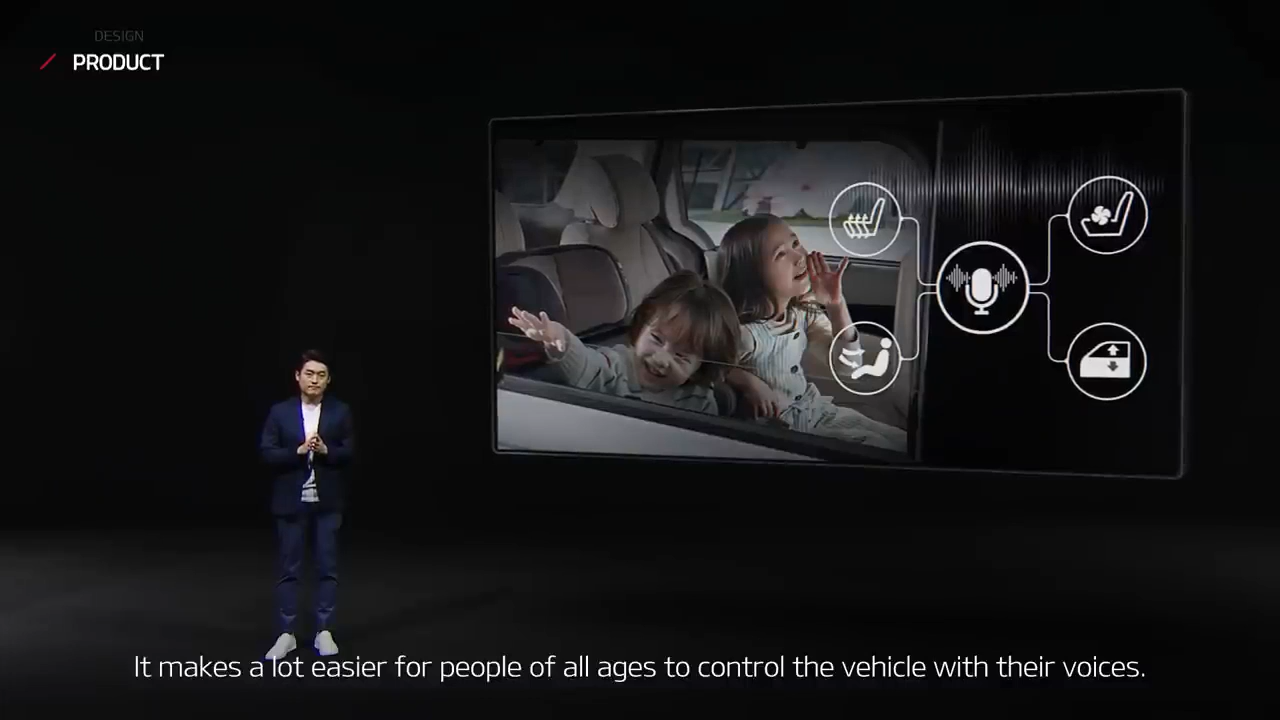 DESIGN
PRODUCT
It makes a lot easier for people of all ages to control the vehicle with their voices.